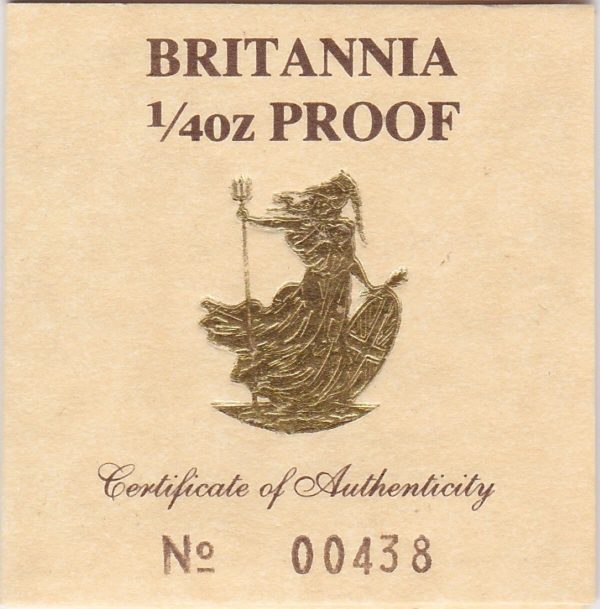 BRITANNIA
1/4oz PROOF
Certificate of Authenticity
Nº 00438